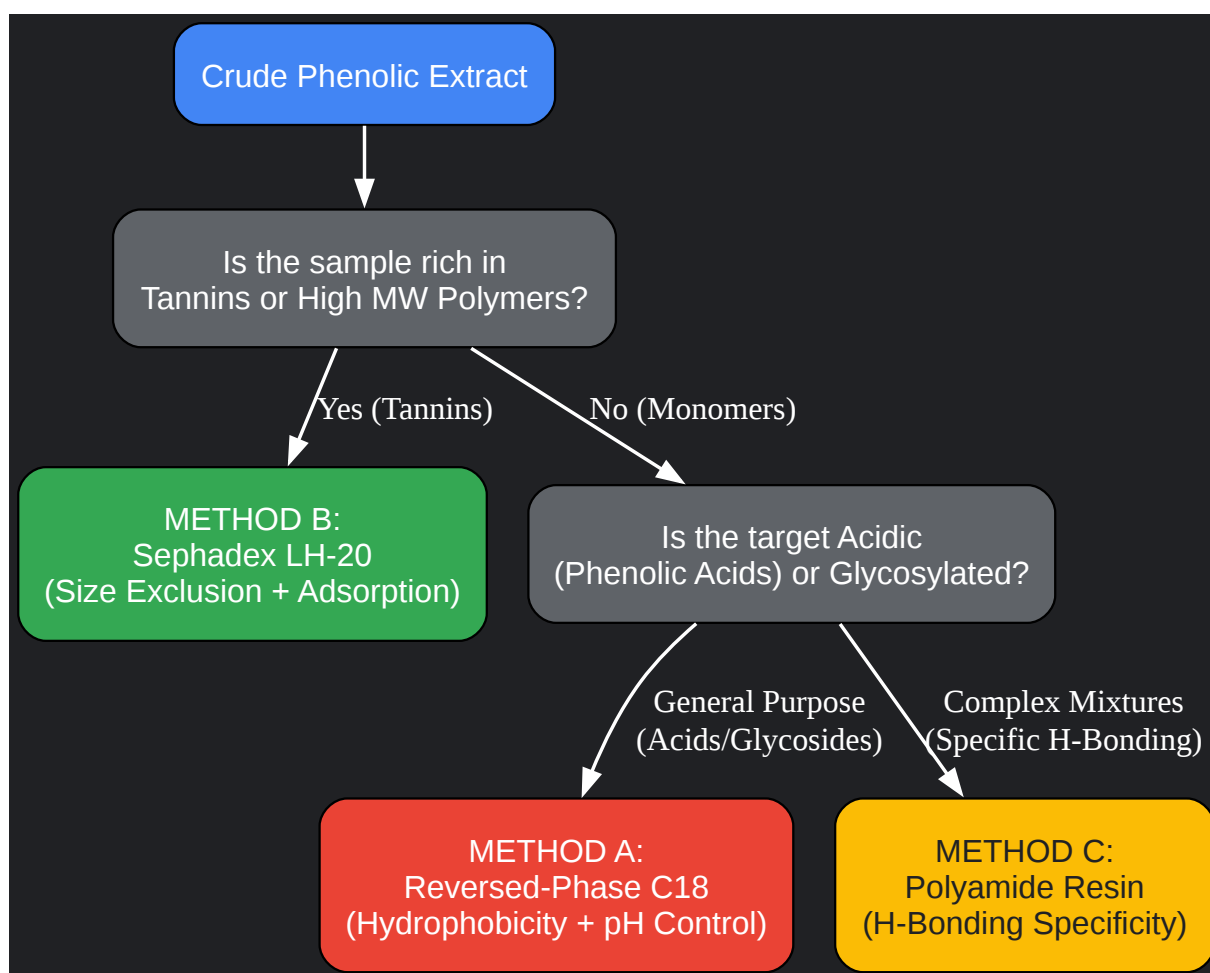 Crude Phenolic Extract
Is the sample rich in
Tannins or High MW Polymers?
Yes (Tannins)
No (Monomers)
METHOD B:
Sephadex LH-20
(Size Exclusion + Adsorption)
Is the target Acidic
(Phenolic Acids) or Glycosylated?
General Purpose
(Acids/Glycosides)
Complex Mixtures
(Specific H-Bonding)
METHOD A:
Reversed-Phase C18
(Hydrophobicity + pH Control)
METHOD C:
Polyamide Resin
(H-Bonding Specificity)